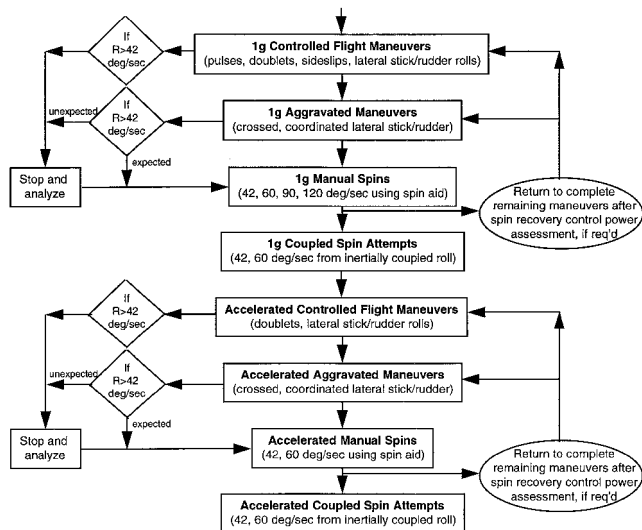 If
R>42
deg/sec
1g Controlled Flight Maneuvers
(pulses, doublets, sideslips, lateral stick/rudder rolls)
unexpected
If
R>42
deg/sec
1g Aggravated Maneuvers
(crossed, coordinated lateral stick/rudder)
expected
Stop and
analyze
1g Manual Spins
(42, 60, 90, 120 deg/sec using spin aid)
Return to complete
remaining maneuvers after
spin recovery control power
assessment, if req'd
1g Coupled Spin Attempts
(42, 60 deg/sec from inertially coupled roll)
If
R>42
deg/sec
Accelerated Controlled Flight Maneuvers
(doublets, lateral stick/rudder rolls)
unexpected
If
R>42
deg/sec
Accelerated Aggravated Maneuvers
(crossed, coordinated lateral stick/rudder)
expected
Stop and
analyze
Accelerated Manual Spins
(42, 60 deg/sec using spin aid)
Return to complete
remaining maneuvers after
spin recovery control power
assessment, if req'd
Accelerated Coupled Spin Attempts
(42, 60 deg/sec from inertially coupled roll)